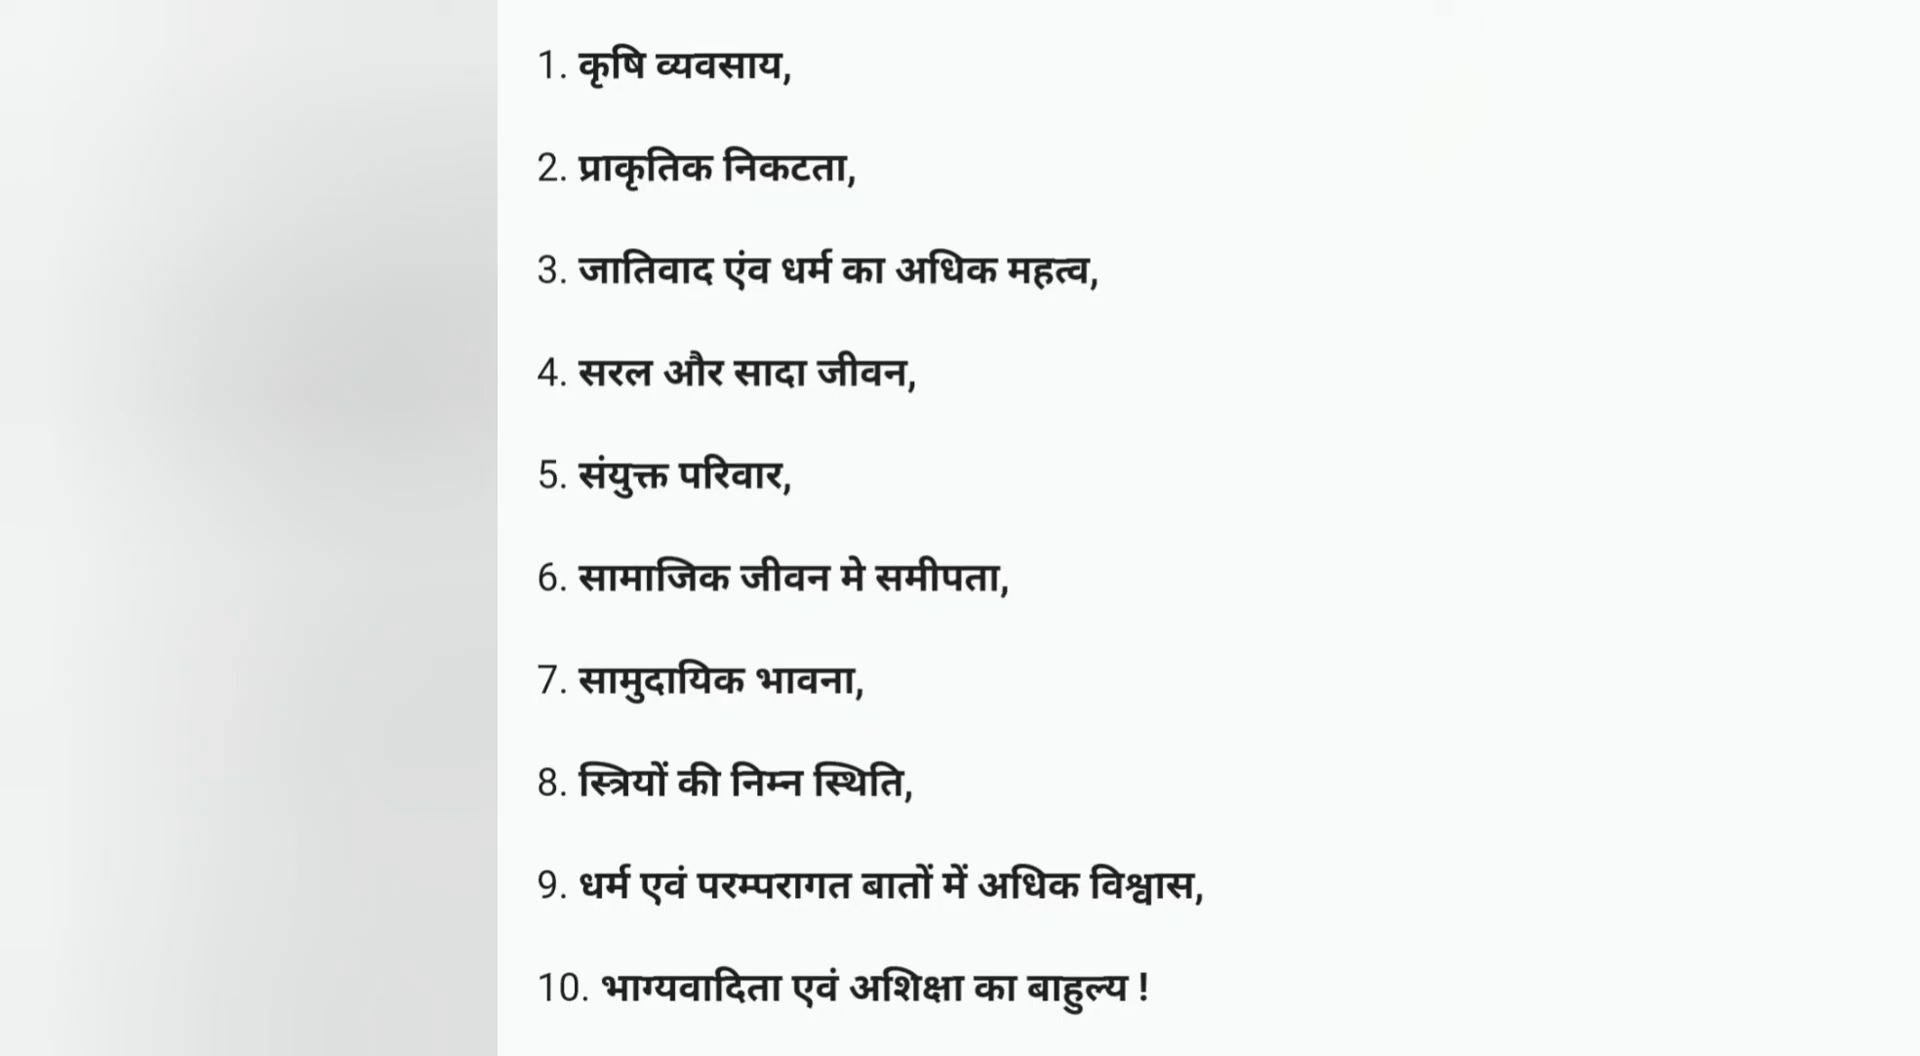 1. कृषि व्यवसाय,
2. प्राकृतिक निकटता,
3. जातिवाद एंव धर्म का अधिक महत्व,
4. सरल और सादा जीवन,
5. संयुक्त परिवार,
6. सामाजिक जीवन मे समीपता,
7. सामुदायिक भावना,
8. स्त्रियों की निम्न स्थिति,
9. धर्म एवं परम्परागत बातों में अधिक विश्वास,
10. भाग्यवादिता एवं अशिक्षा का बाहुल्य !